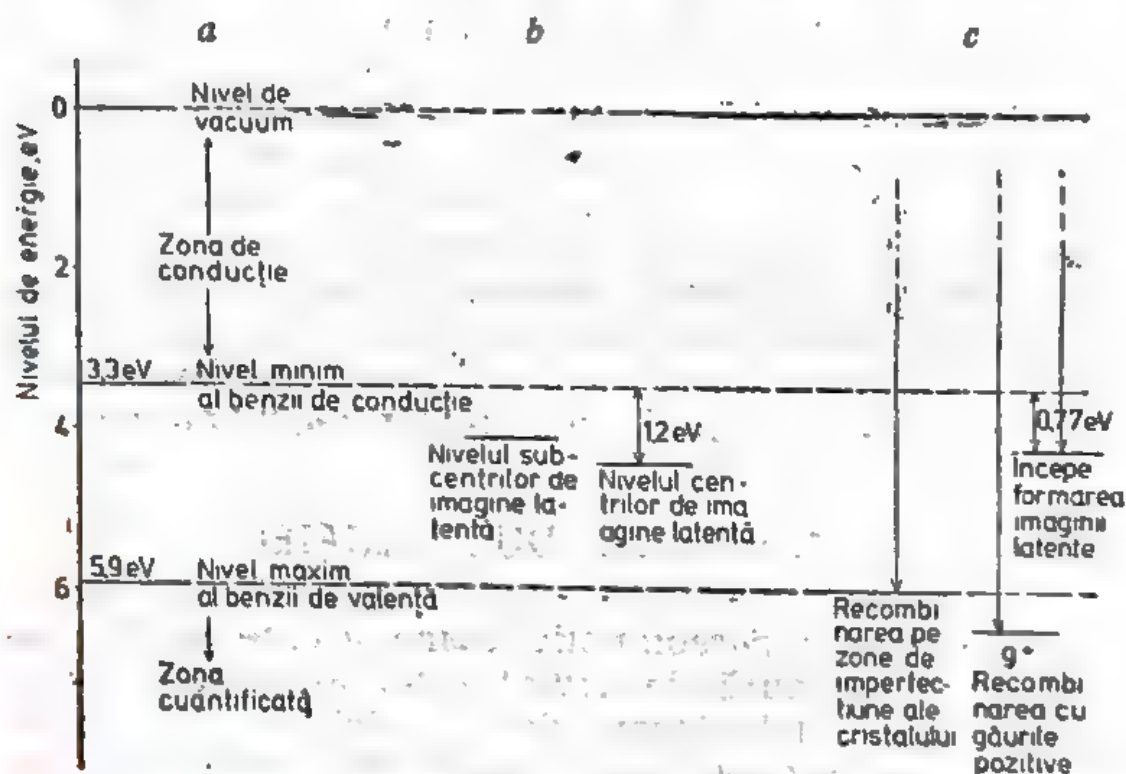 a
b
c
Nivelul de energie,eV
0
2
4
6
Nivel de
vacuum
Zona de
conducție
3,3eV
Nivel minim
al benzii de conducție
1,2eV
0,77eV
Nivelul sub-
centrilor de
imagine la-
tentă
Nivelul cen-
trilor de ima
agine latentă
Incepe
formarea
imaginii
latente
5,9eV
Nivel maxim
al benzii de valență
Zona
cuantificată
Recombi
narea pe
zone de
imperfec-
tiune ale
cristalului
g+
Recombi
narea cu
găurile
pozitive